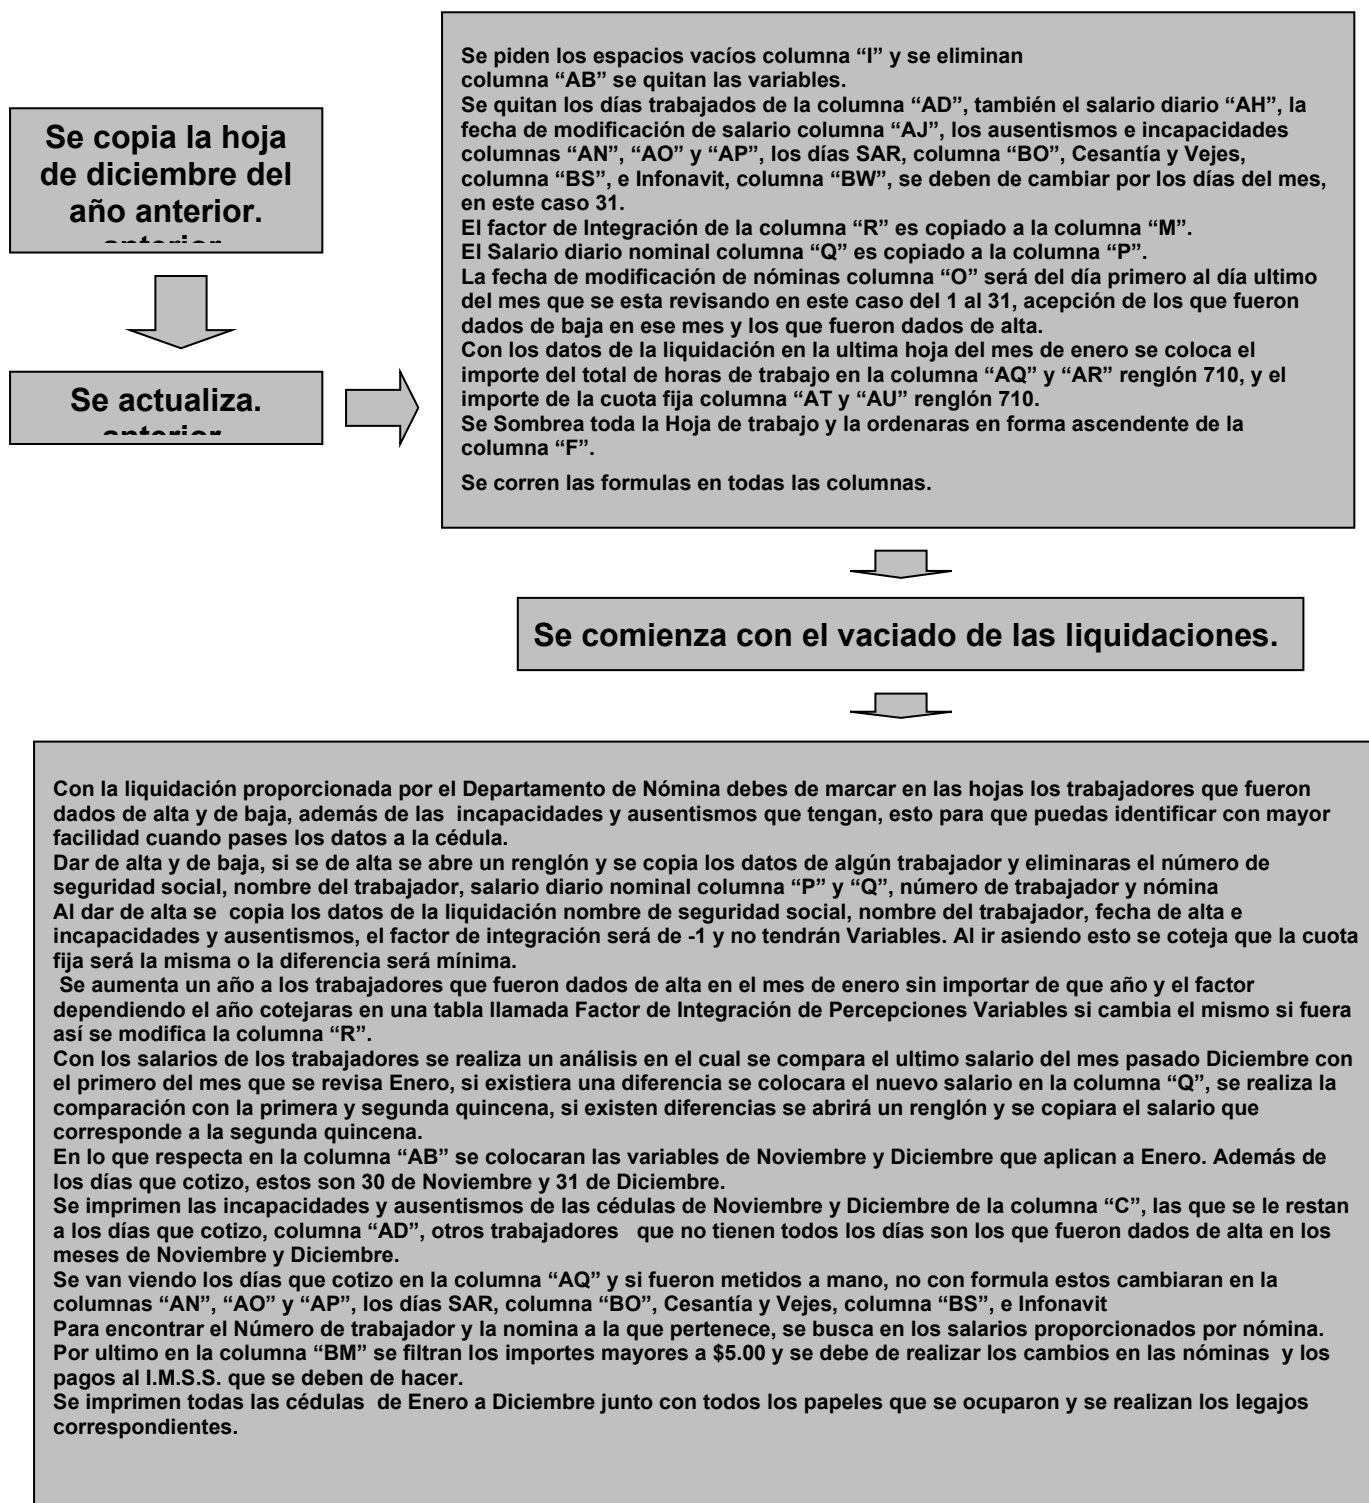 Se copia la hoja
de diciembre del
año anterior.
anterior
Se actualiza.
anterior
Se piden los espacios vacíos columna “I” y se eliminan
columna “AB” se quitan las variables.
Se quitan los días trabajados de la columna “AD”, también el salario diario “AH”, la
fecha de modificación de salario columna “AJ”, los ausentismos e incapacidades
columnas “AN”, “AO” y “AP”, los días SAR, columna “BO”, Cesantía y Vejes,
columna “BS”, e Infonavit, columna “BW”, se deben de cambiar por los días del mes,
en este caso 31.
El factor de Integración de la columna “R” es copiado a la columna “M”.
El Salario diario nominal columna “Q” es copiado a la columna “P”.
La fecha de modificación de nóminas columna “O” será del día primero al día ultimo
del mes que se esta revisando en este caso del 1 al 31, acepción de los que fueron
dados de baja en ese mes y los que fueron dados de alta.
Con los datos de la liquidación en la ultima hoja del mes de enero se coloca el
importe del total de horas de trabajo en la columna “AQ” y “AR” renglón 710, y el
importe de la cuota fija columna “AT y “AU” renglón 710.
Se Sombrea toda la Hoja de trabajo y la ordenaras en forma ascendente de la
columna “F”.
Se corren las formulas en todas las columnas.
Se comienza con el vaciado de las liquidaciones.
Con la liquidación proporcionada por el Departamento de Nómina debes de marcar en las hojas los trabajadores que fueron
dados de alta y de baja, además de las incapacidades y ausentismos que tengan, esto para que puedas identificar con mayor
facilidad cuando pases los datos a la cédula.
Dar de alta y de baja, si se de alta se abre un renglón y se copia los datos de algún trabajador y eliminaras el número de
seguridad social, nombre del trabajador, salario diario nominal columna “P” y “Q”, número de trabajador y nómina
Al dar de alta se copia los datos de la liquidación nombre de seguridad social, nombre del trabajador, fecha de alta e
incapacidades y ausentismos, el factor de integración será de -1 y no tendrán Variables. Al ir asiendo esto se coteja que la cuota
fija será la misma o la diferencia será mínima.
Se aumenta un año a los trabajadores que fueron dados de alta en el mes de enero sin importar de que año y el factor
dependiendo el año cotejaras en una tabla llamada Factor de Integración de Percepciones Variables si cambia el mismo si fuera
así se modifica la columna “R”.
Con los salarios de los trabajadores se realiza un análisis en el cual se compara el ultimo salario del mes pasado Diciembre con
el primero del mes que se revisa Enero, si existiera una diferencia se colocara el nuevo salario en la columna “Q”, se realiza la
comparación con la primera y segunda quincena, si existen diferencias se abrirá un renglón y se copiara el salario que
corresponde a la segunda quincena.
En lo que respecta en la columna “AB” se colocaran las variables de Noviembre y Diciembre que aplican a Enero. Además de
los días que cotizo, estos son 30 de Noviembre y 31 de Diciembre.
Se imprimen las incapacidades y ausentismos de las cédulas de Noviembre y Diciembre de la columna “C”, las que se le restan
a los días que cotizo, columna “AD”, otros trabajadores que no tienen todos los días son los que fueron dados de alta en los
meses de Noviembre y Diciembre.
Se van viendo los días que cotizo en la columna “AQ” y si fueron metidos a mano, no con formula estos cambiaran en la
columnas “AN”, “AO” y “AP”, los días SAR, columna “BO”, Cesantía y Vejes, columna “BS”, e Infonavit
Para encontrar el Número de trabajador y la nomina a la que pertenece, se busca en los salarios proporcionados por nómina.
Por ultimo en la columna “BM” se filtran los importes mayores a $5.00 y se debe de realizar los cambios en las nóminas y los
pagos al I.M.S.S. que se deben de hacer.
Se imprimen todas las cédulas de Enero a Diciembre junto con todos los papeles que se ocuparon y se realizan los legajos
correspondientes.